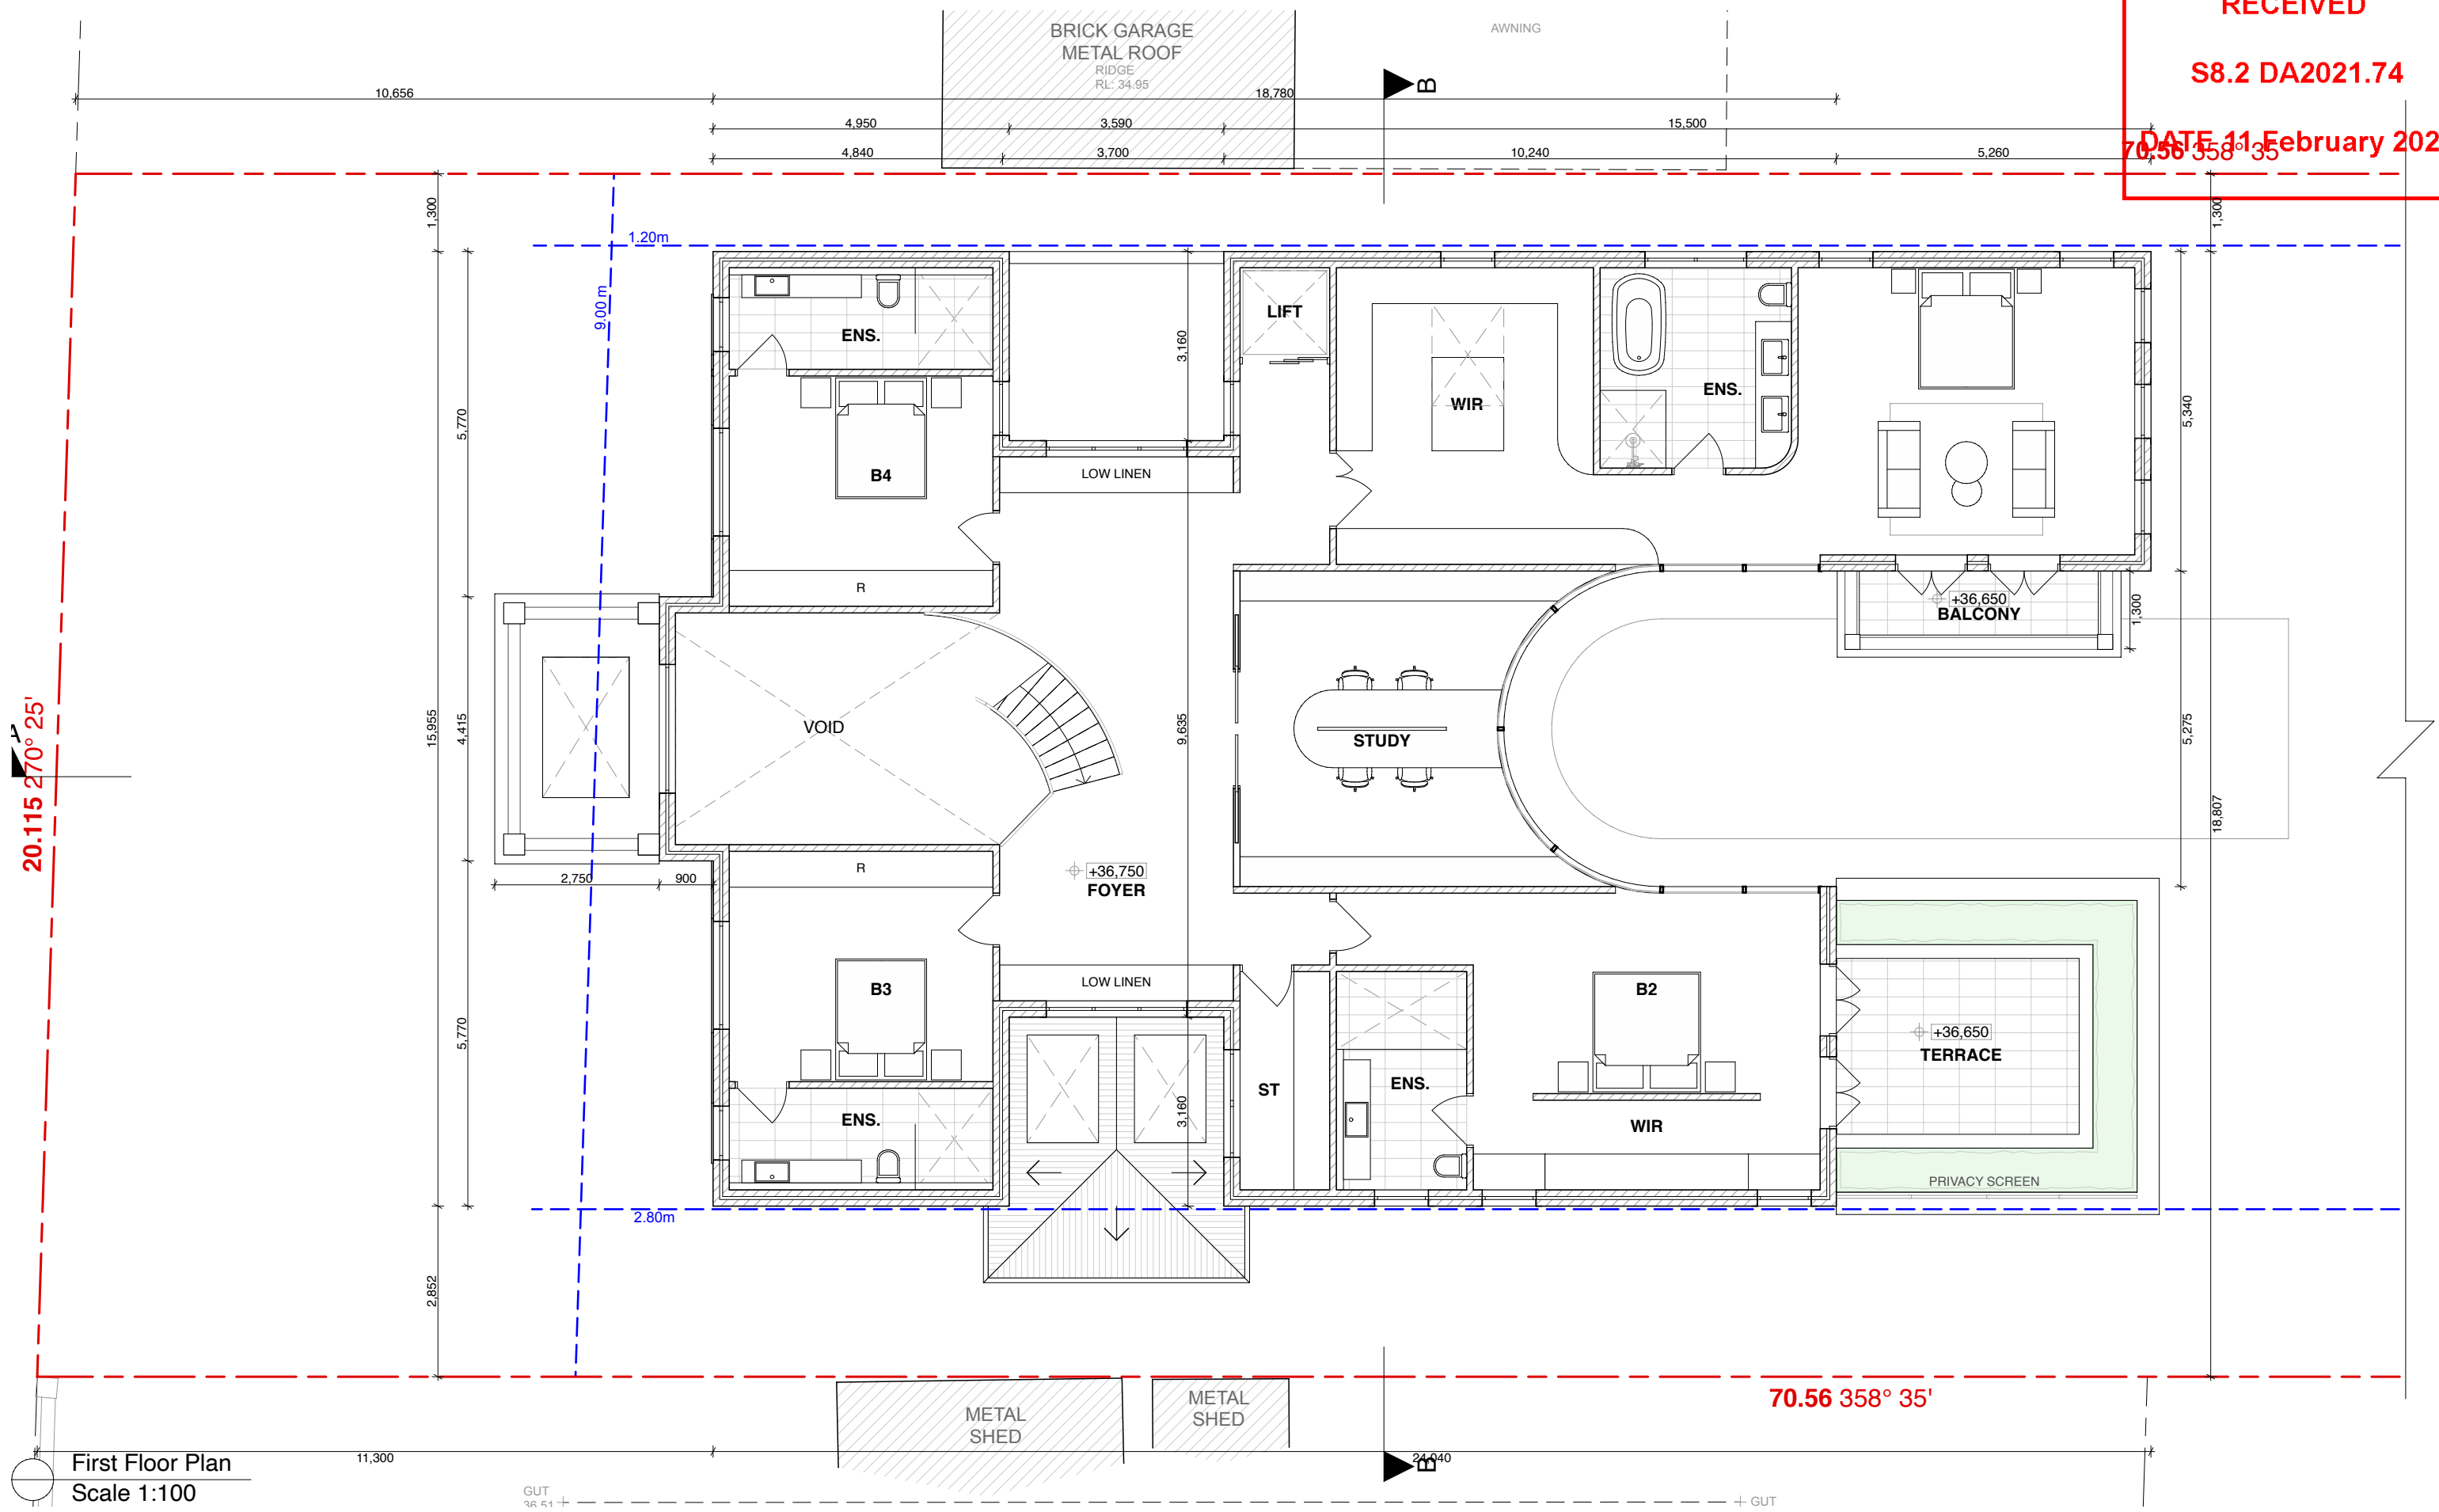 RECEIVED
S8.2 DA2021.74
DATE 11 February 202
BRICK GARAGE
METAL ROOF
RIDGE
RL: 34.95
AWNING
B
10,656
18,780
4,950
3,590
15,500
4,840
3,700
10,240
5,260
70.56 358° 35'
1,300
1,300
1.20m
9.00 m
ENS.
LIFT
3,160
WIR
ENS.
5,770
5,340
B4
LOW LINEN
R
+36,650
BALCONY
1,300
A
20.115 270° 25'
15,955
4,415
VOID
9,635
STUDY
5,275
18,807
2,750
900
R
+36,750
FOYER
B3
LOW LINEN
B2
5,770
+36,650
TERRACE
ST
ENS.
3,160
ENS.
WIR
PRIVACY SCREEN
2.80m
2,852
70.56 358° 35'
METAL
SHED
METAL
SHED
11,300
24,040
B
First Floor Plan
Scale 1:100
GUT
36.51
GUT